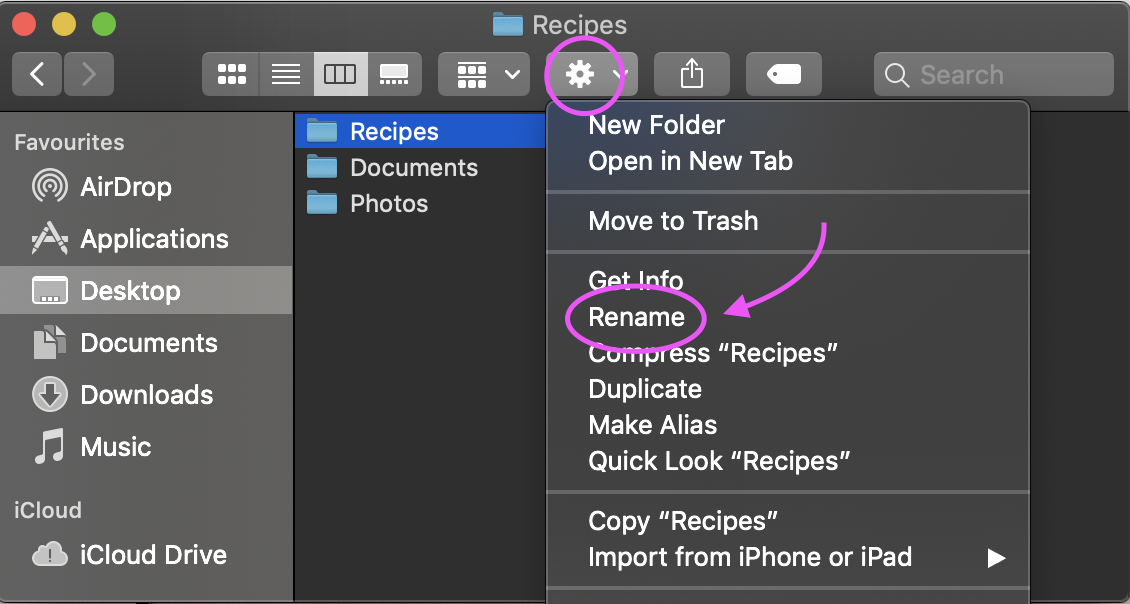 Recipes
Search
Favourites
AirDrop
Applications
Desktop
Documents
Downloads
Music
iCloud
iCloud Drive
Recipes
Documents
Photos
New Folder
Open in New Tab
Move to Trash
Get Info
Rename
Compress “Recipes”
Duplicate
Make Alias
Quick Look “Recipes”
Copy “Recipes”
Import from iPhone or iPad